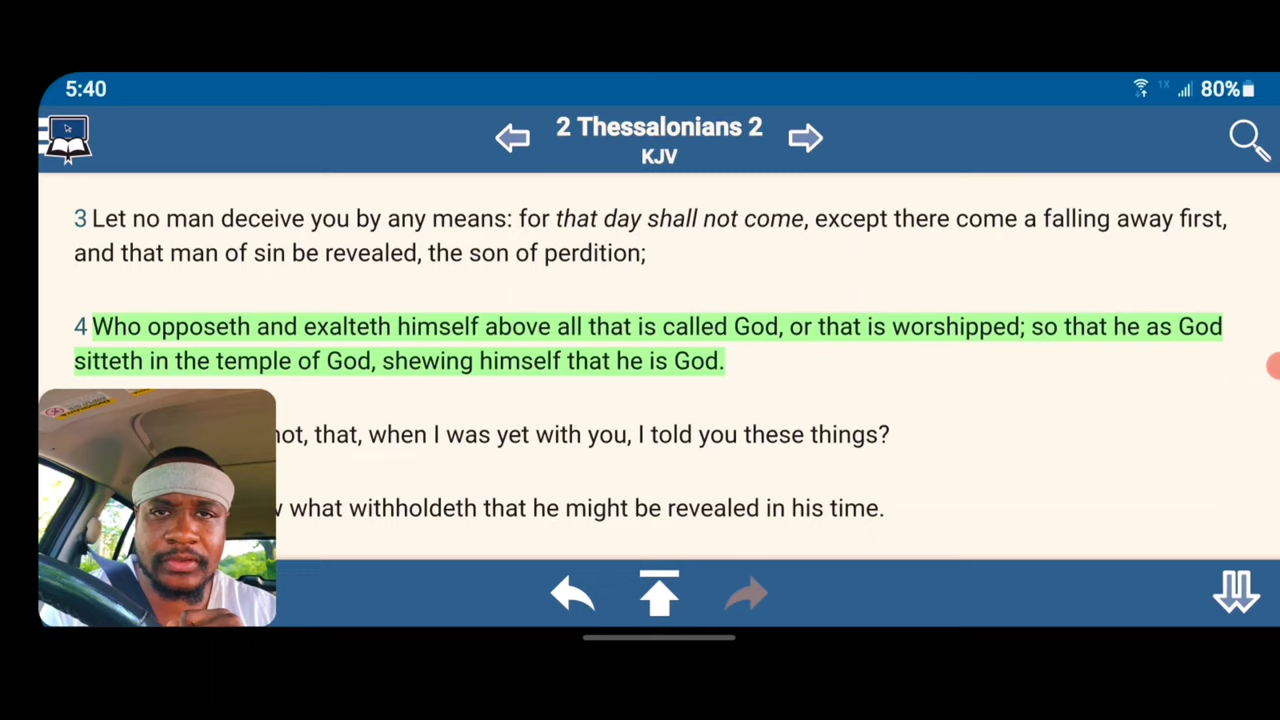 5:40
1X
80%
2 Thessalonians 2
KJV
3 Let no man deceive you by any means: for that day shall not come, except there come a falling away first,
and that man of sin be revealed, the son of perdition;
4 Who opposeth and exalteth himself above all that is called God, or that is worshipped; so that he as God
sitteth in the temple of God, shewing himself that he is God.
not, that, when I was yet with you, I told you these things?
what withholdeth that he might be revealed in his time.